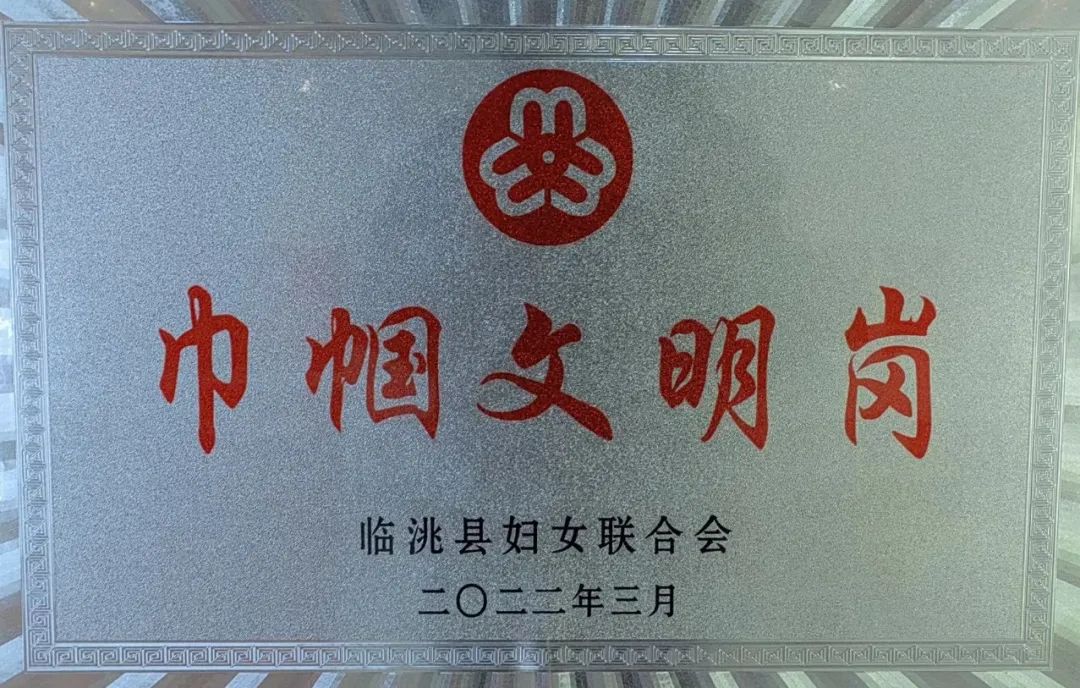 巾帼文明岗
临洮县妇女联合会
二〇二二年三月